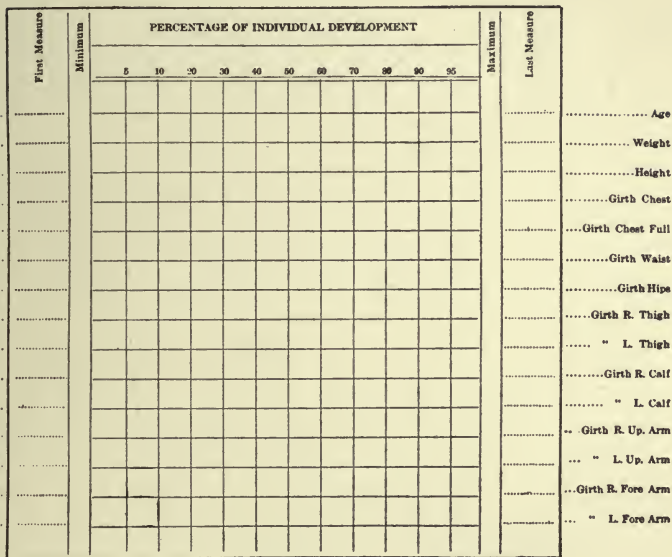 PERCENTAGE OF INDIVIDUAL DEVELOPMENT
First Measure
Minimum
Maximum
Last Measure
5 10 20 30 40 50 60 70 80 90 95
Age
Weight
Height
Girth Chest
Girth Chest Full
Girth Waist
Girth Hips
Girth R. Thigh
" L. Thigh
Girth R. Calf
" L. Calf
Girth R. Up. Arm
" L. Up. Arm
Girth R. Fore Arm
" L. Fore Arm